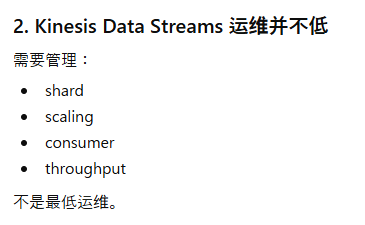 2. Kinesis Data Streams 运维并不低
需要管理：
• shard
• scaling
• consumer
• throughput
不是最低运维。